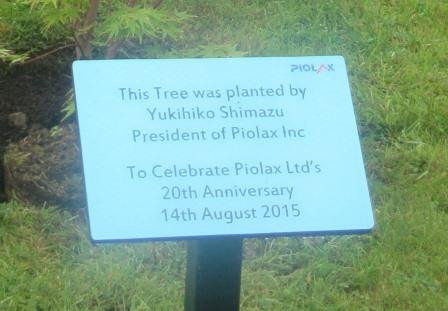 PIOLAX
This Tree was planted by
Yukihiko Shimazu
President of Piolax Inc
To Celebrate Piolax Ltd's
20th Anniversary
14th August 2015